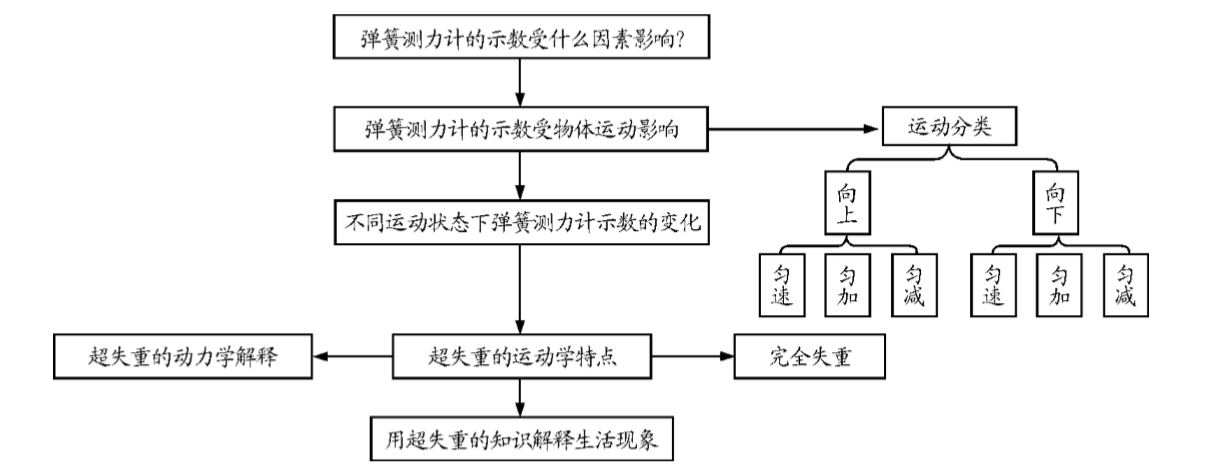 弹簧测力计的示数受什么因素影响?
弹簧测力计的示数受物体运动影响
运动分类
向上
向下
不同运动状态下弹簧测力计示数的变化
匀速
匀加
匀减
匀速
匀加
匀减
超失重的动力学解释
超失重的运动学特点
完全失重
用超失重的知识解释生活现象